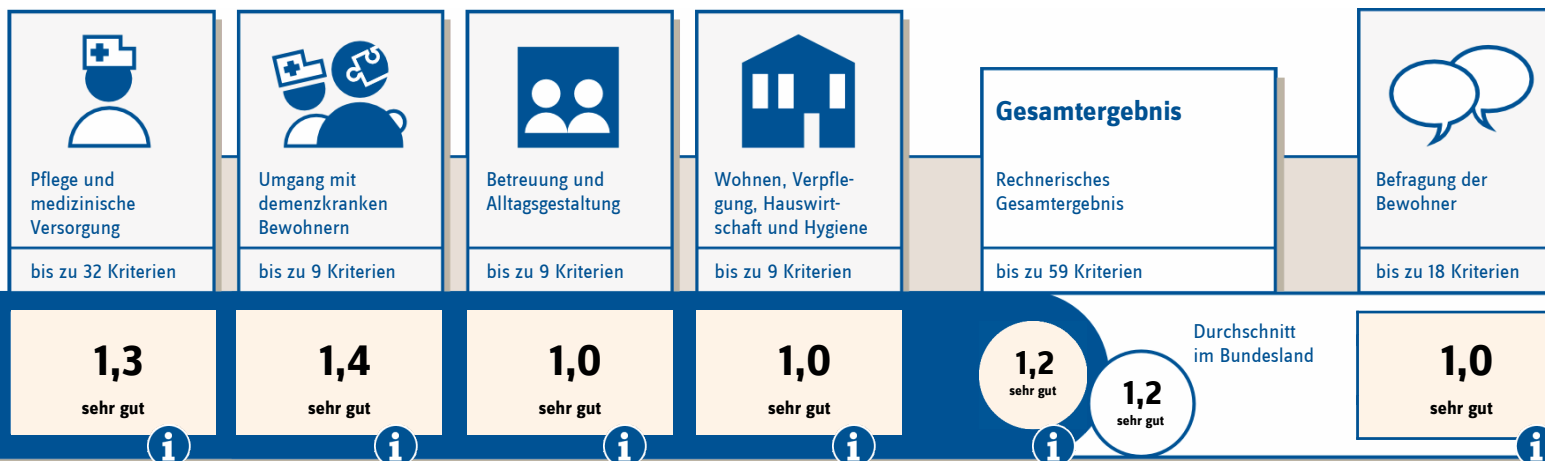 Pflege und
medizinische
Versorgung
bis zu 32 Kriterien
1,3
sehr gut
i
Umgang mit
demenzkranken
Bewohnern
bis zu 9 Kriterien
1,4
sehr gut
i
Betreuung und
Alltagsgestaltung
bis zu 9 Kriterien
1,0
sehr gut
i
Wohnen, Verpfle-
gung, Hauswirt-
schaft und Hygiene
bis zu 9 Kriterien
1,0
sehr gut
i
Gesamtergebnis
Rechnerisches
Gesamtergebnis
bis zu 59 Kriterien
1,2
sehr gut
i
Durchschnitt
im Bundesland
1,2
sehr gut
Befragung der
Bewohner
bis zu 18 Kriterien
1,0
sehr gut
i